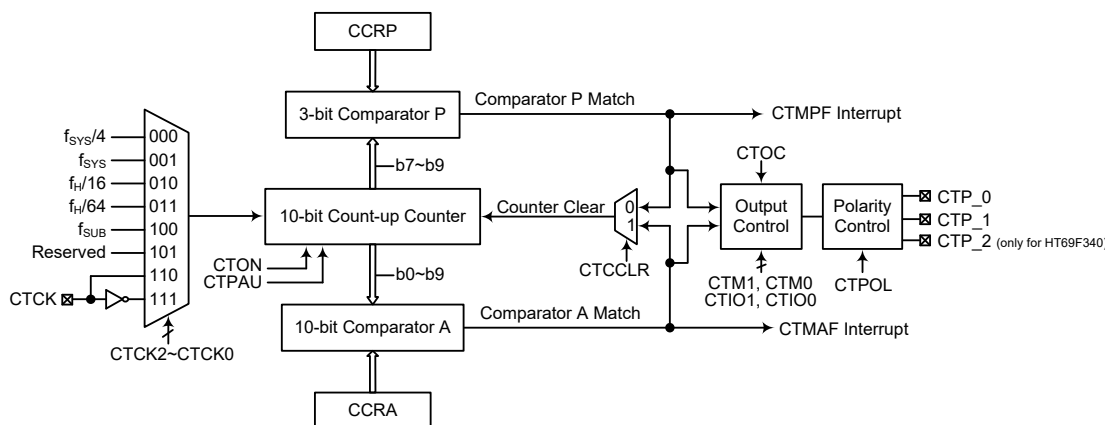 CCRP
3-bit Comparator P
Comparator P Match
CTMPF Interrupt
b7~b9
fSYS/4
000
fSYS
001
fH/16
010
fH/64
011
fSUB
100
Reserved
101
110
CTCK
111
CTCK2~CTCK0
10-bit Count-up Counter
CTON
CTPAU
Counter Clear
0
1
CTCCLR
CTOC
Output
Control
CTM1, CTM0
CTIO1, CTIO0
Polarity
Control
CTPOL
CTP_0
CTP_1
CTP_2 (only for HT69F340)
b0~b9
10-bit Comparator A
Comparator A Match
CTMAF Interrupt
CCRA